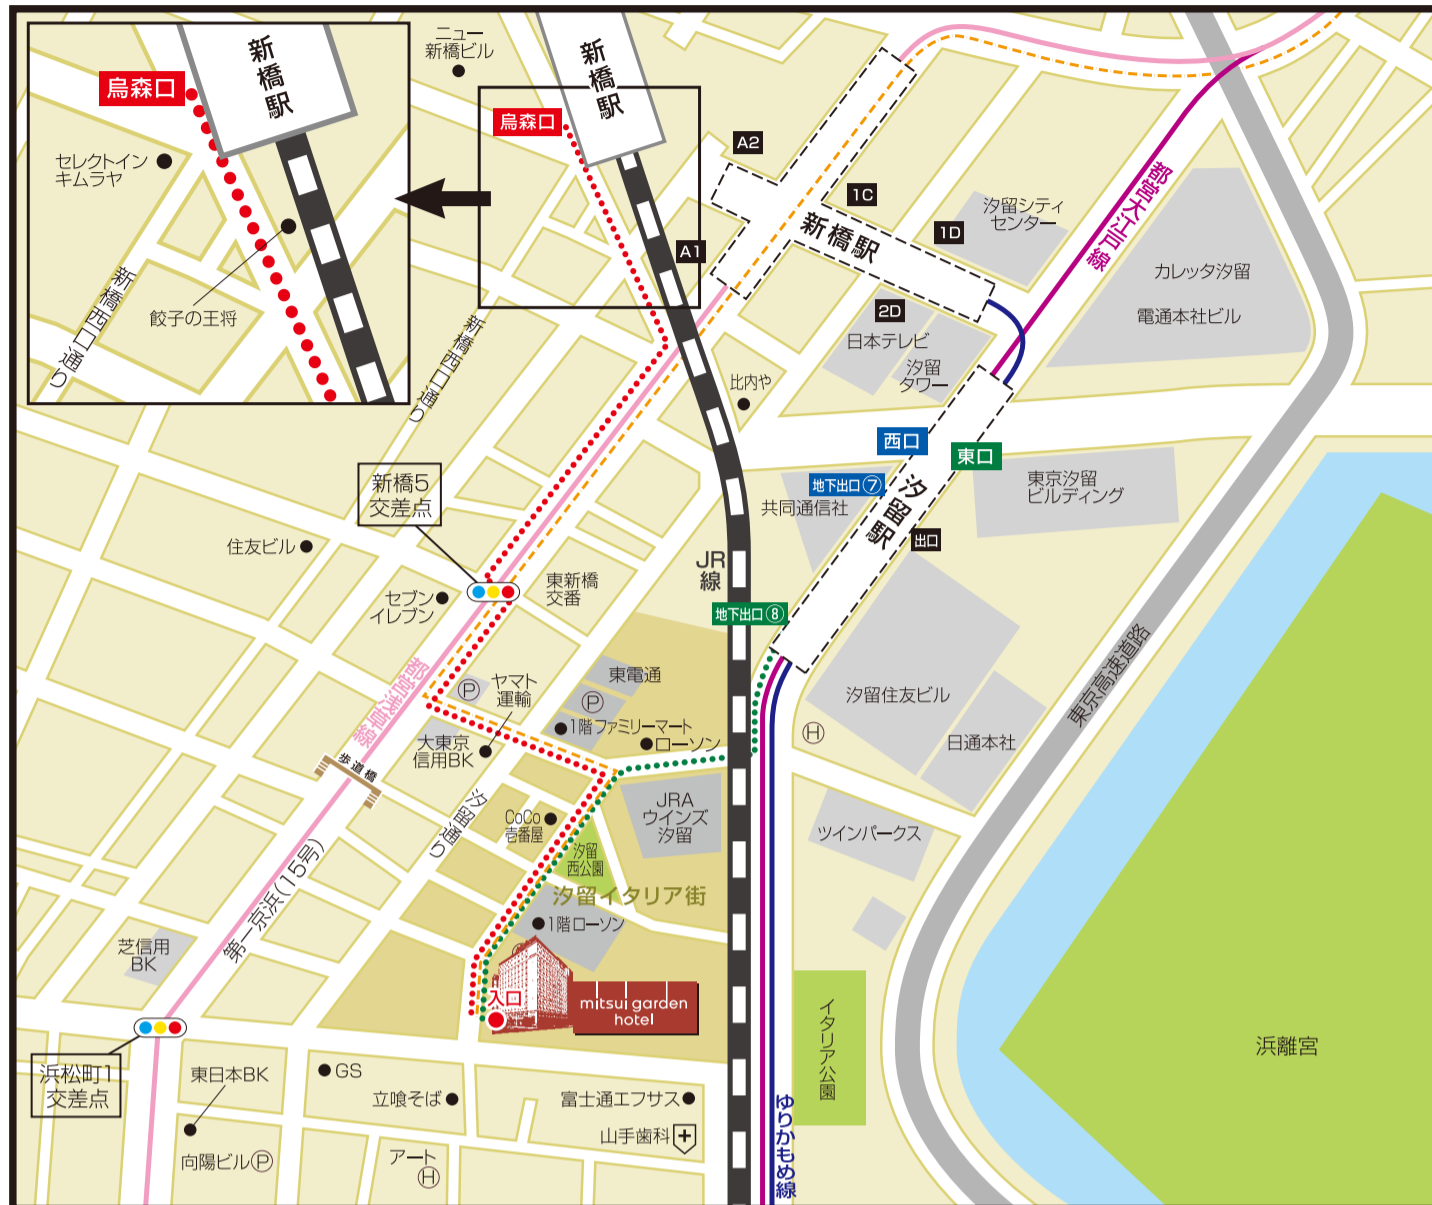 新橋駅
烏森口
セレクトイン
キムラヤ
餃子の王将
新橋西口通り
ニュー
新橋ビル
新橋駅
烏森口
A2
1C
1D
A1
2D
新橋駅
汐留シティ
センター
都営大江戸線
カレッタ汐留
電通本社ビル
日本テレビ
汐留
タワー
新橋西口通り
比内や
西口
東口
地下出口⑦
汐留駅
共同通信社
東京汐留
ビルディング
出口
新橋5
交差点
住友ビル
セブン
イレブン
東新橋
交番
JR
線
地下出口⑧
都営浅草線
P
ヤマト
運輸
東電通
P
1階 ファミリーマート
ローソン
大東京
信用BK
歩道橋
汐留通り
汐留住友ビル
日通本社
H
東京高速道路
CoCo
壱番屋
JRA
ウインズ
汐留
汐留
西公園
汐留イタリア街
ツインパークス
1階 ローソン
第一京浜(15号)
芝信用
BK
入口
mitsui garden
hotel
浜松町1
交差点
東日本BK
GS
立喰そば
富士通エフサス
山手歯科
向陽ビル P
アート
H
イタリア公園
ゆりかもめ線
浜離宮